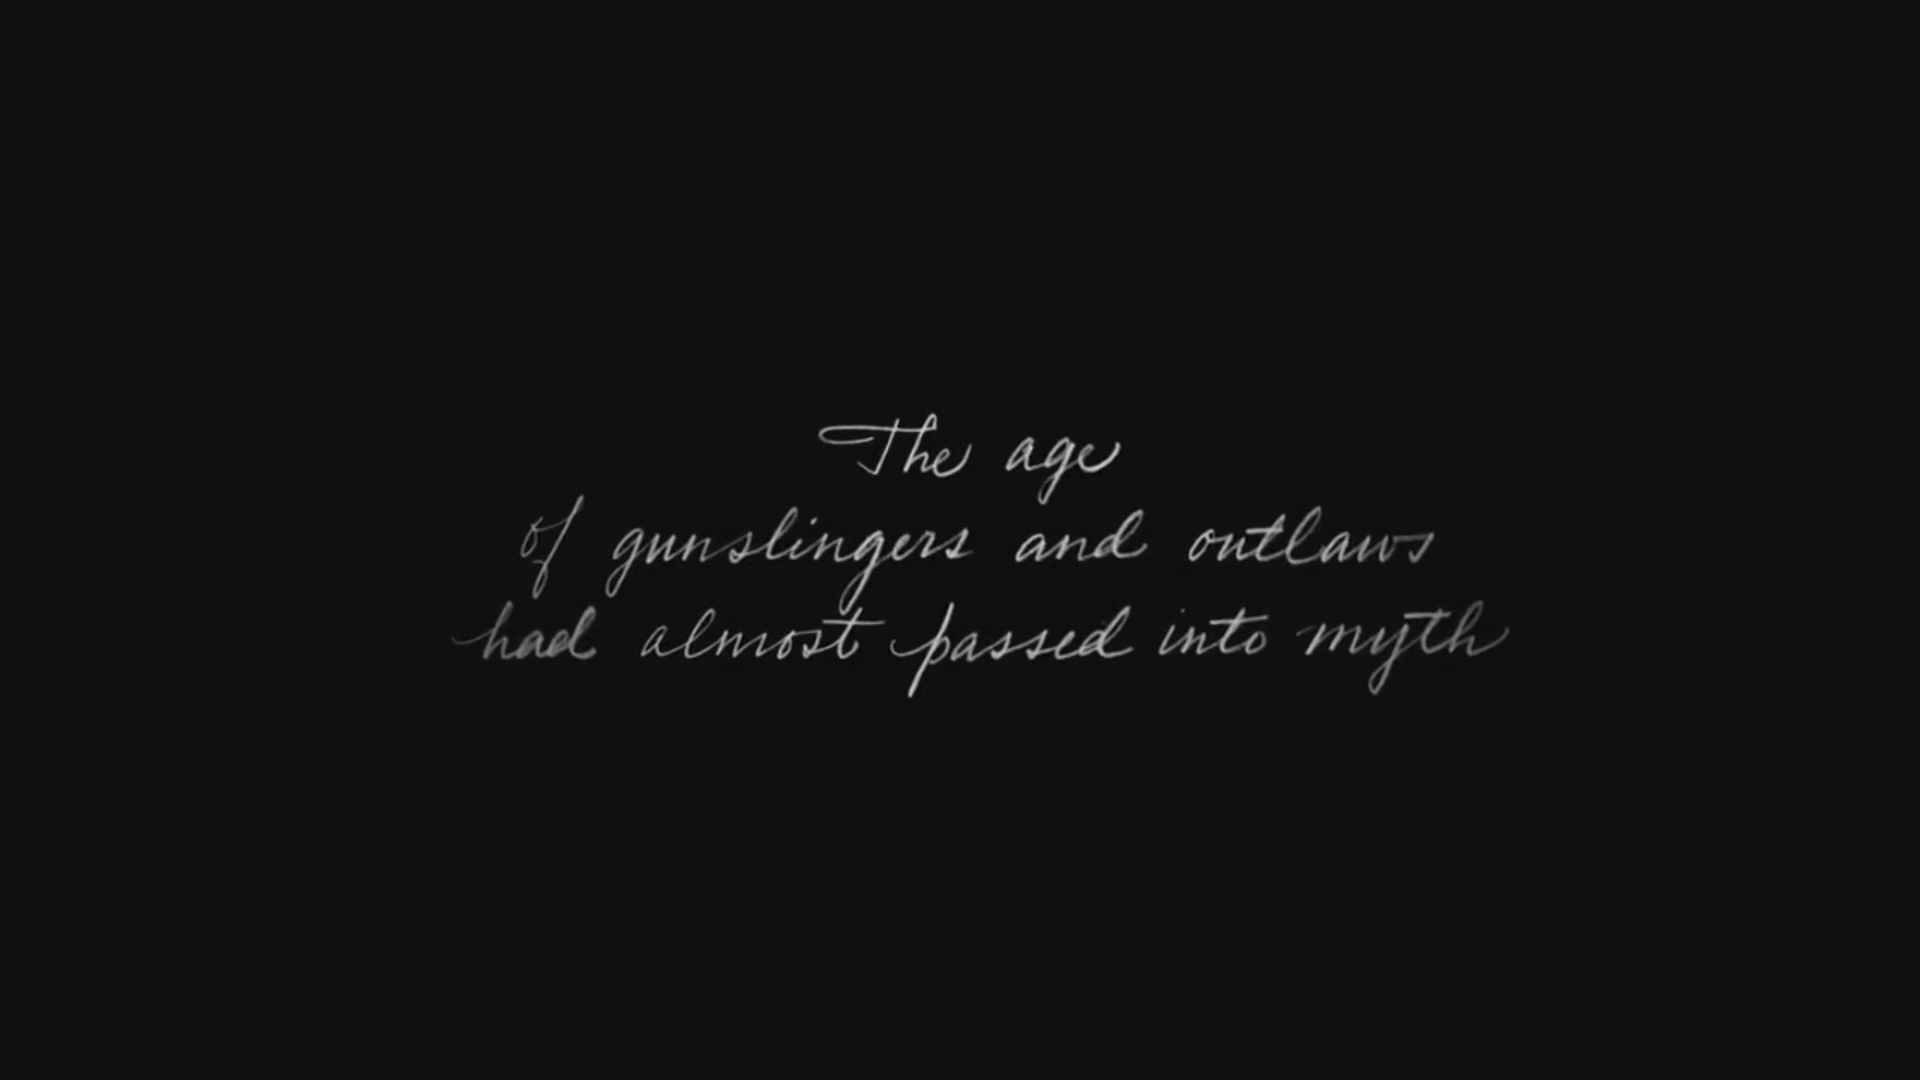 The age
of gunslingers and outlaws
had almost passed into myth